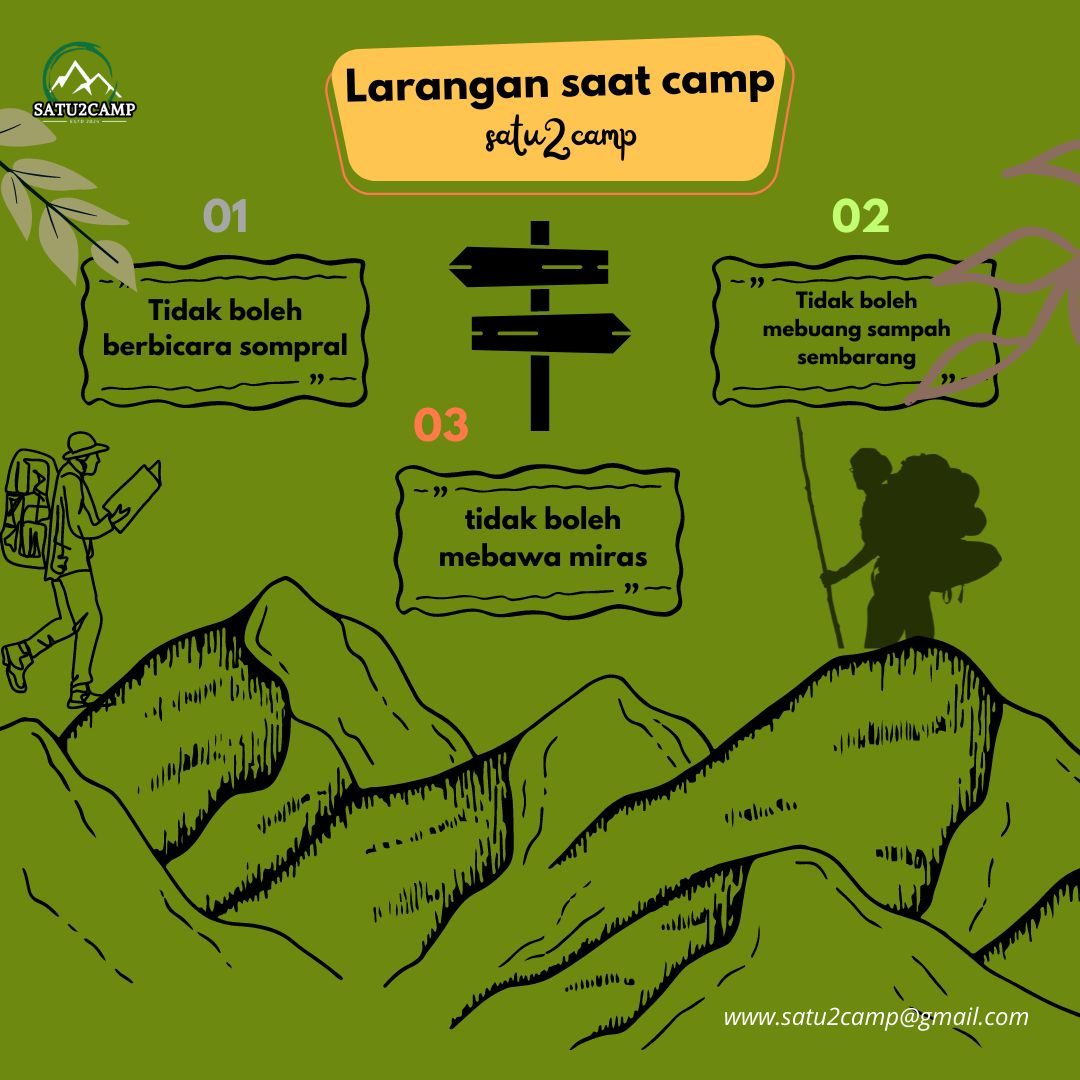 SATU2CAMP
ESTD 2025
Larangan saat camp
satu2camp
01
Tidak boleh
berbicara sompral
02
Tidak boleh
mebuang sampah
sembarang
03
tidak boleh
mebawa miras
www.satu2camp@gmail.com